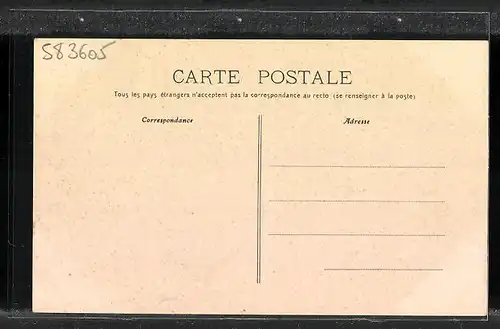 583605
CARTE POSTALE
Tous les pays étrangers n'acceptent pas la correspondance au recto (se renseigner à la poste)
Correspondance
Adresse